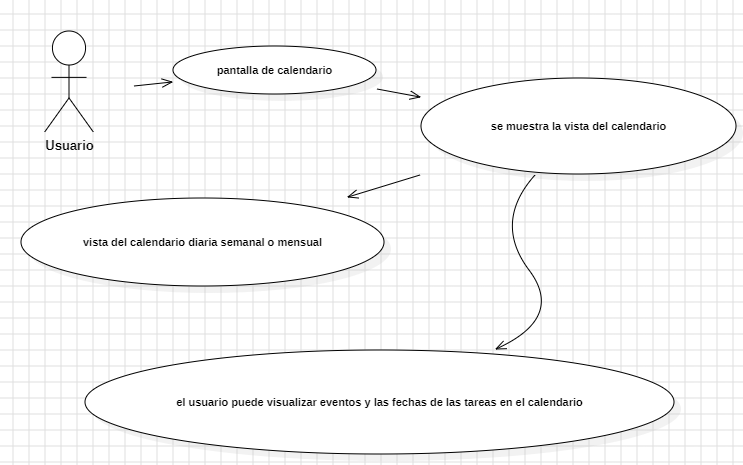 pantalla de calendario
se muestra la vista del calendario
Usuario
vista del calendario diaria semanal o mensual
el usuario puede visualizar eventos y las fechas de las tareas en el calendario